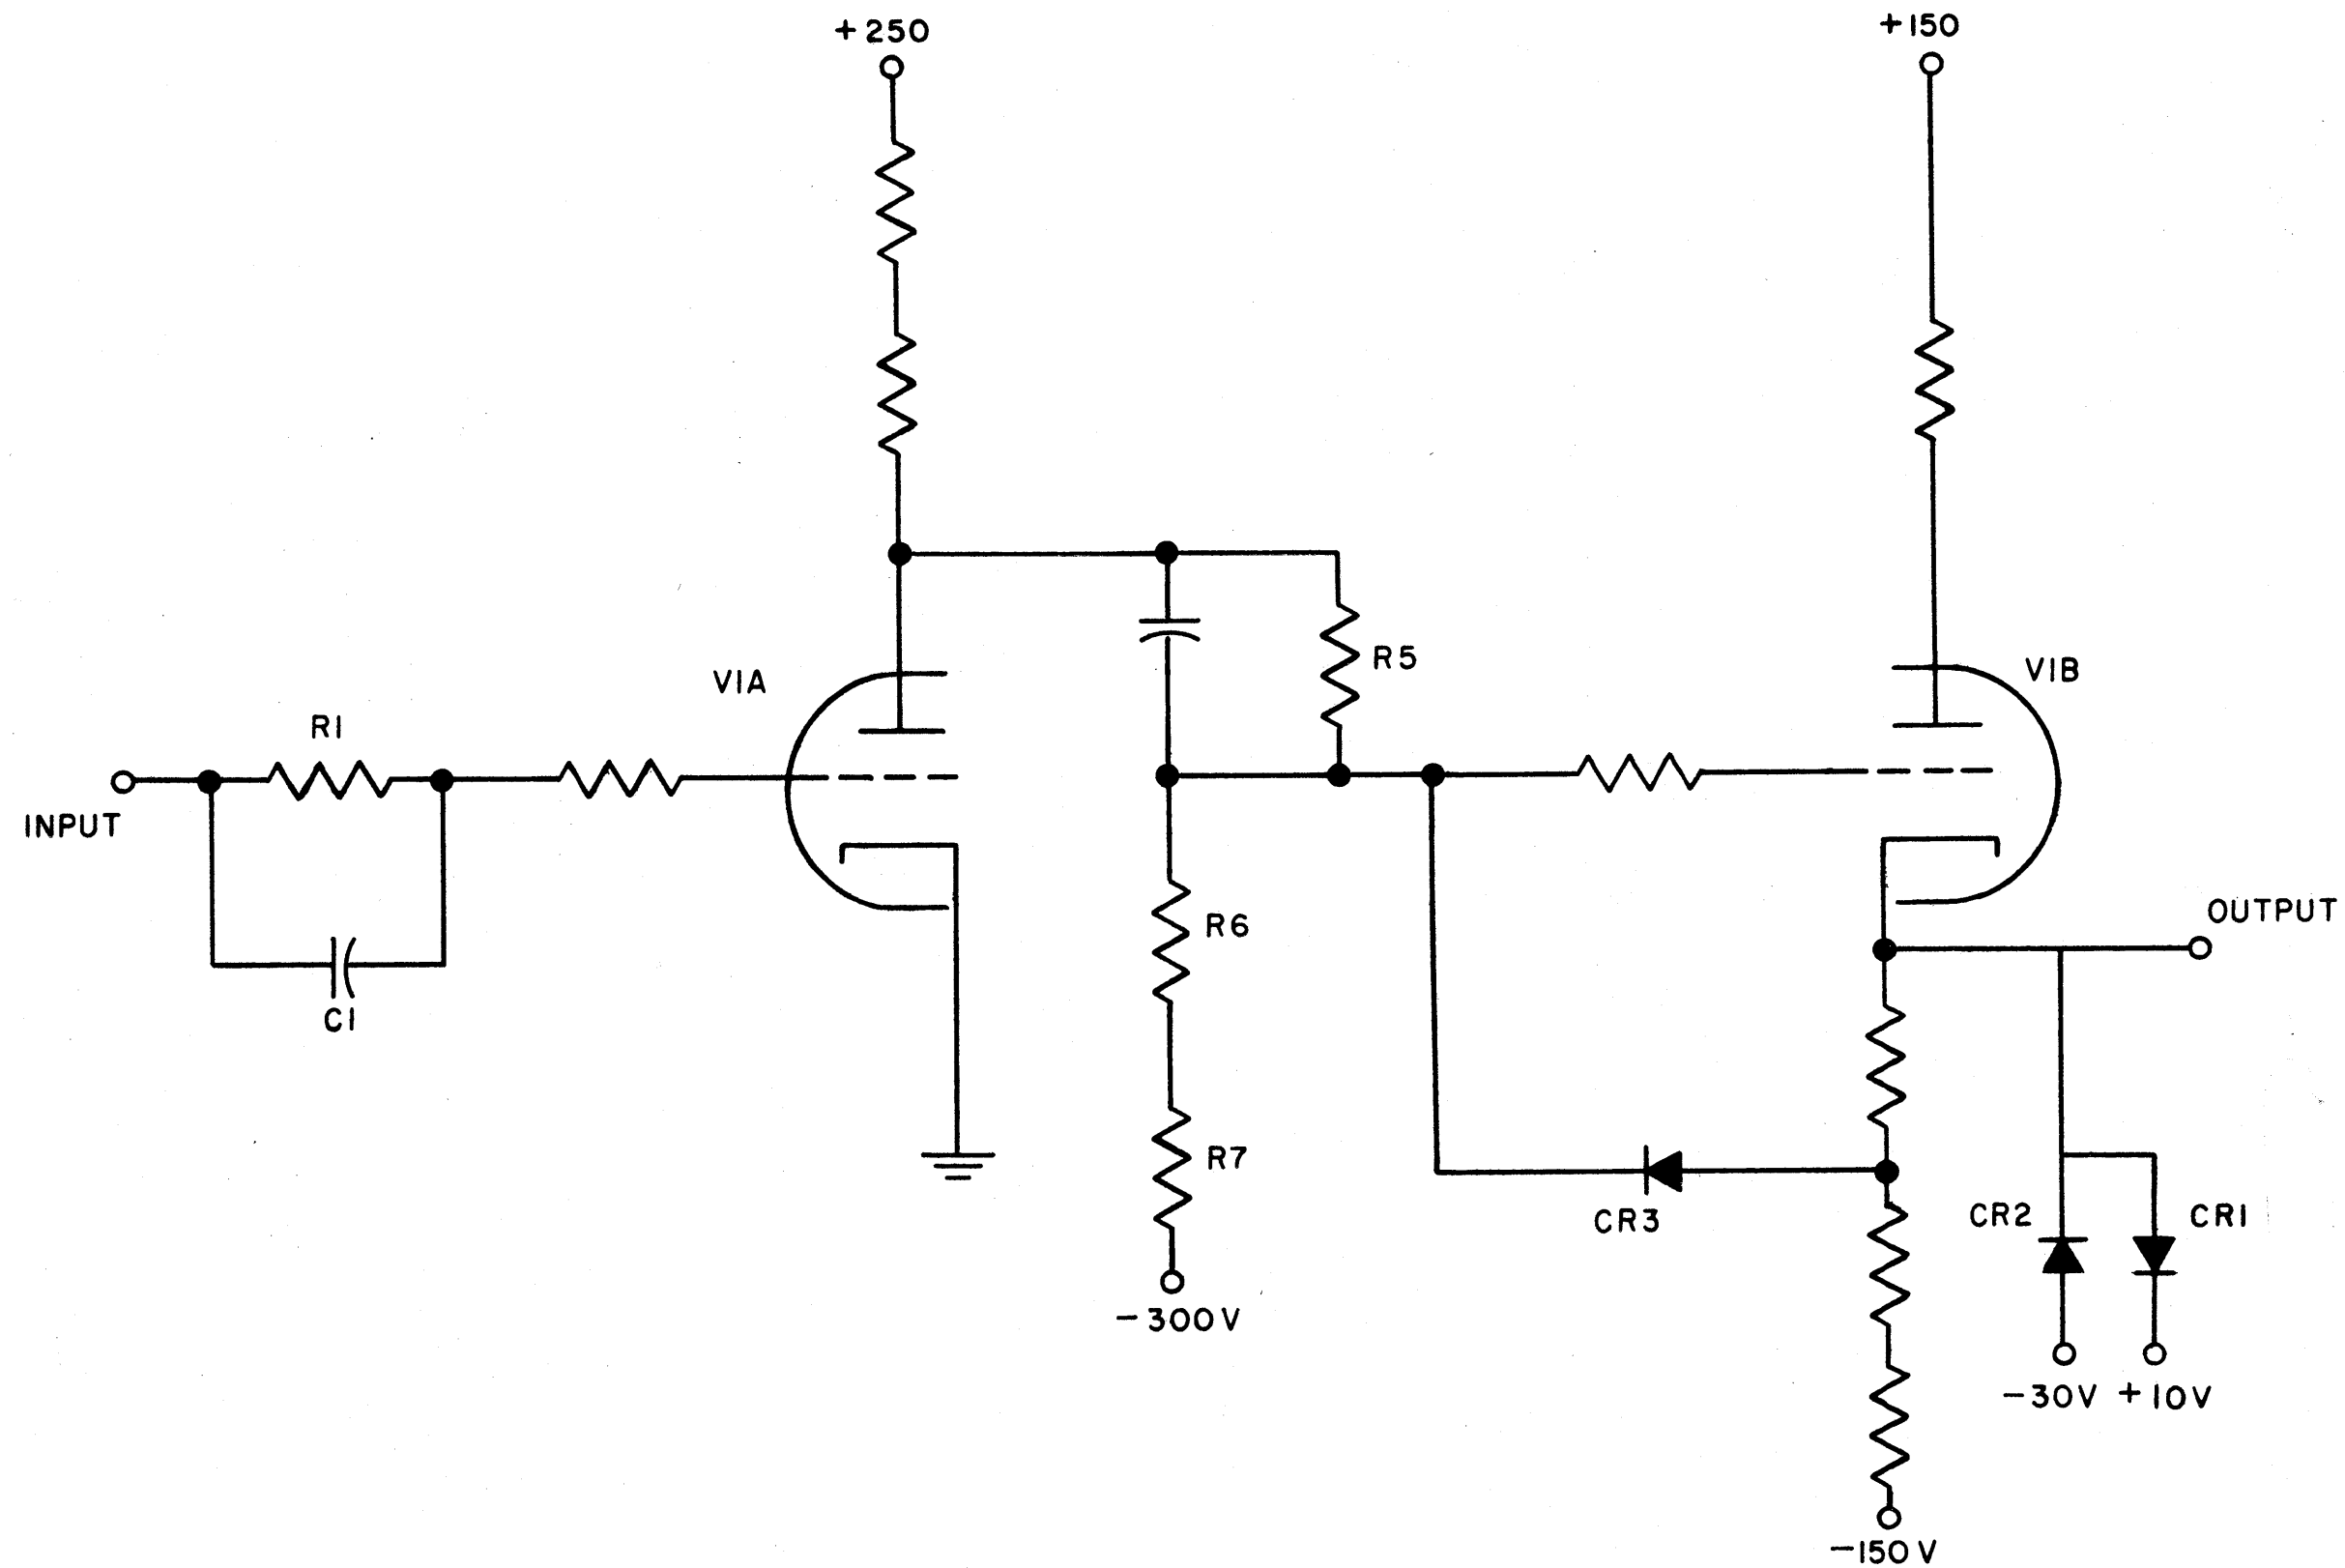 +250
+150
R5
V1A
V1B
R1
INPUT
R6
OUTPUT
C1
R7
CR3
CR2
CR1
-300V
-30V
+10V
-150V